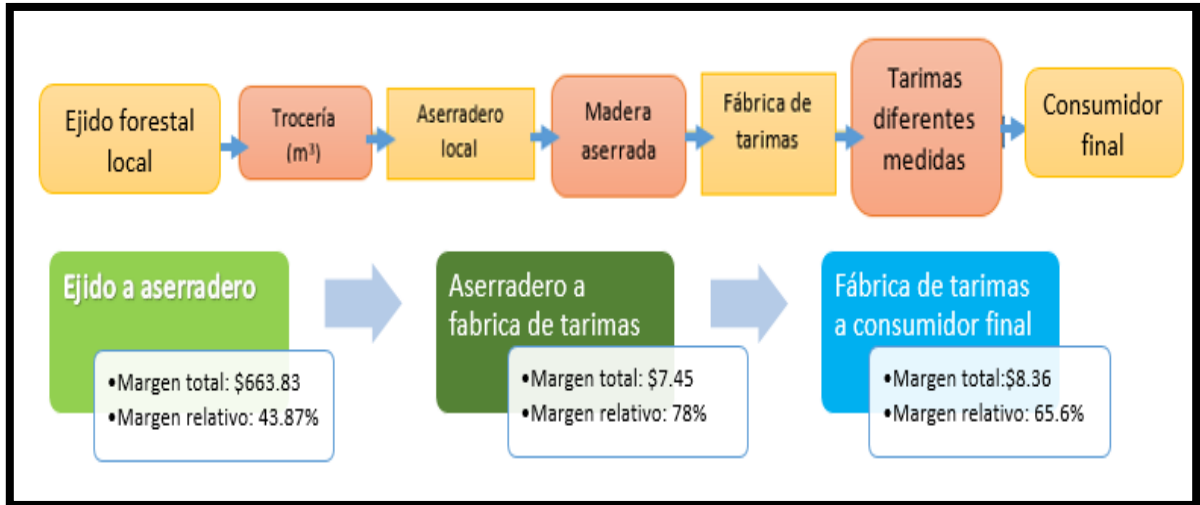 Ejido forestal
local
Trocería
(m³)
Aserradero
local
Madera
aserrada
Fábrica de
tarimas
Tarimas
diferentes
medidas
Consumidor
final
Ejido a aserradero
•Margen total: $663.83
•Margen relativo: 43.87%
Aserradero a
fabrica de tarimas
•Margen total: $7.45
•Margen relativo: 78%
Fábrica de tarimas
a consumidor final
•Margen total:$8.36
•Margen relativo: 65.6%